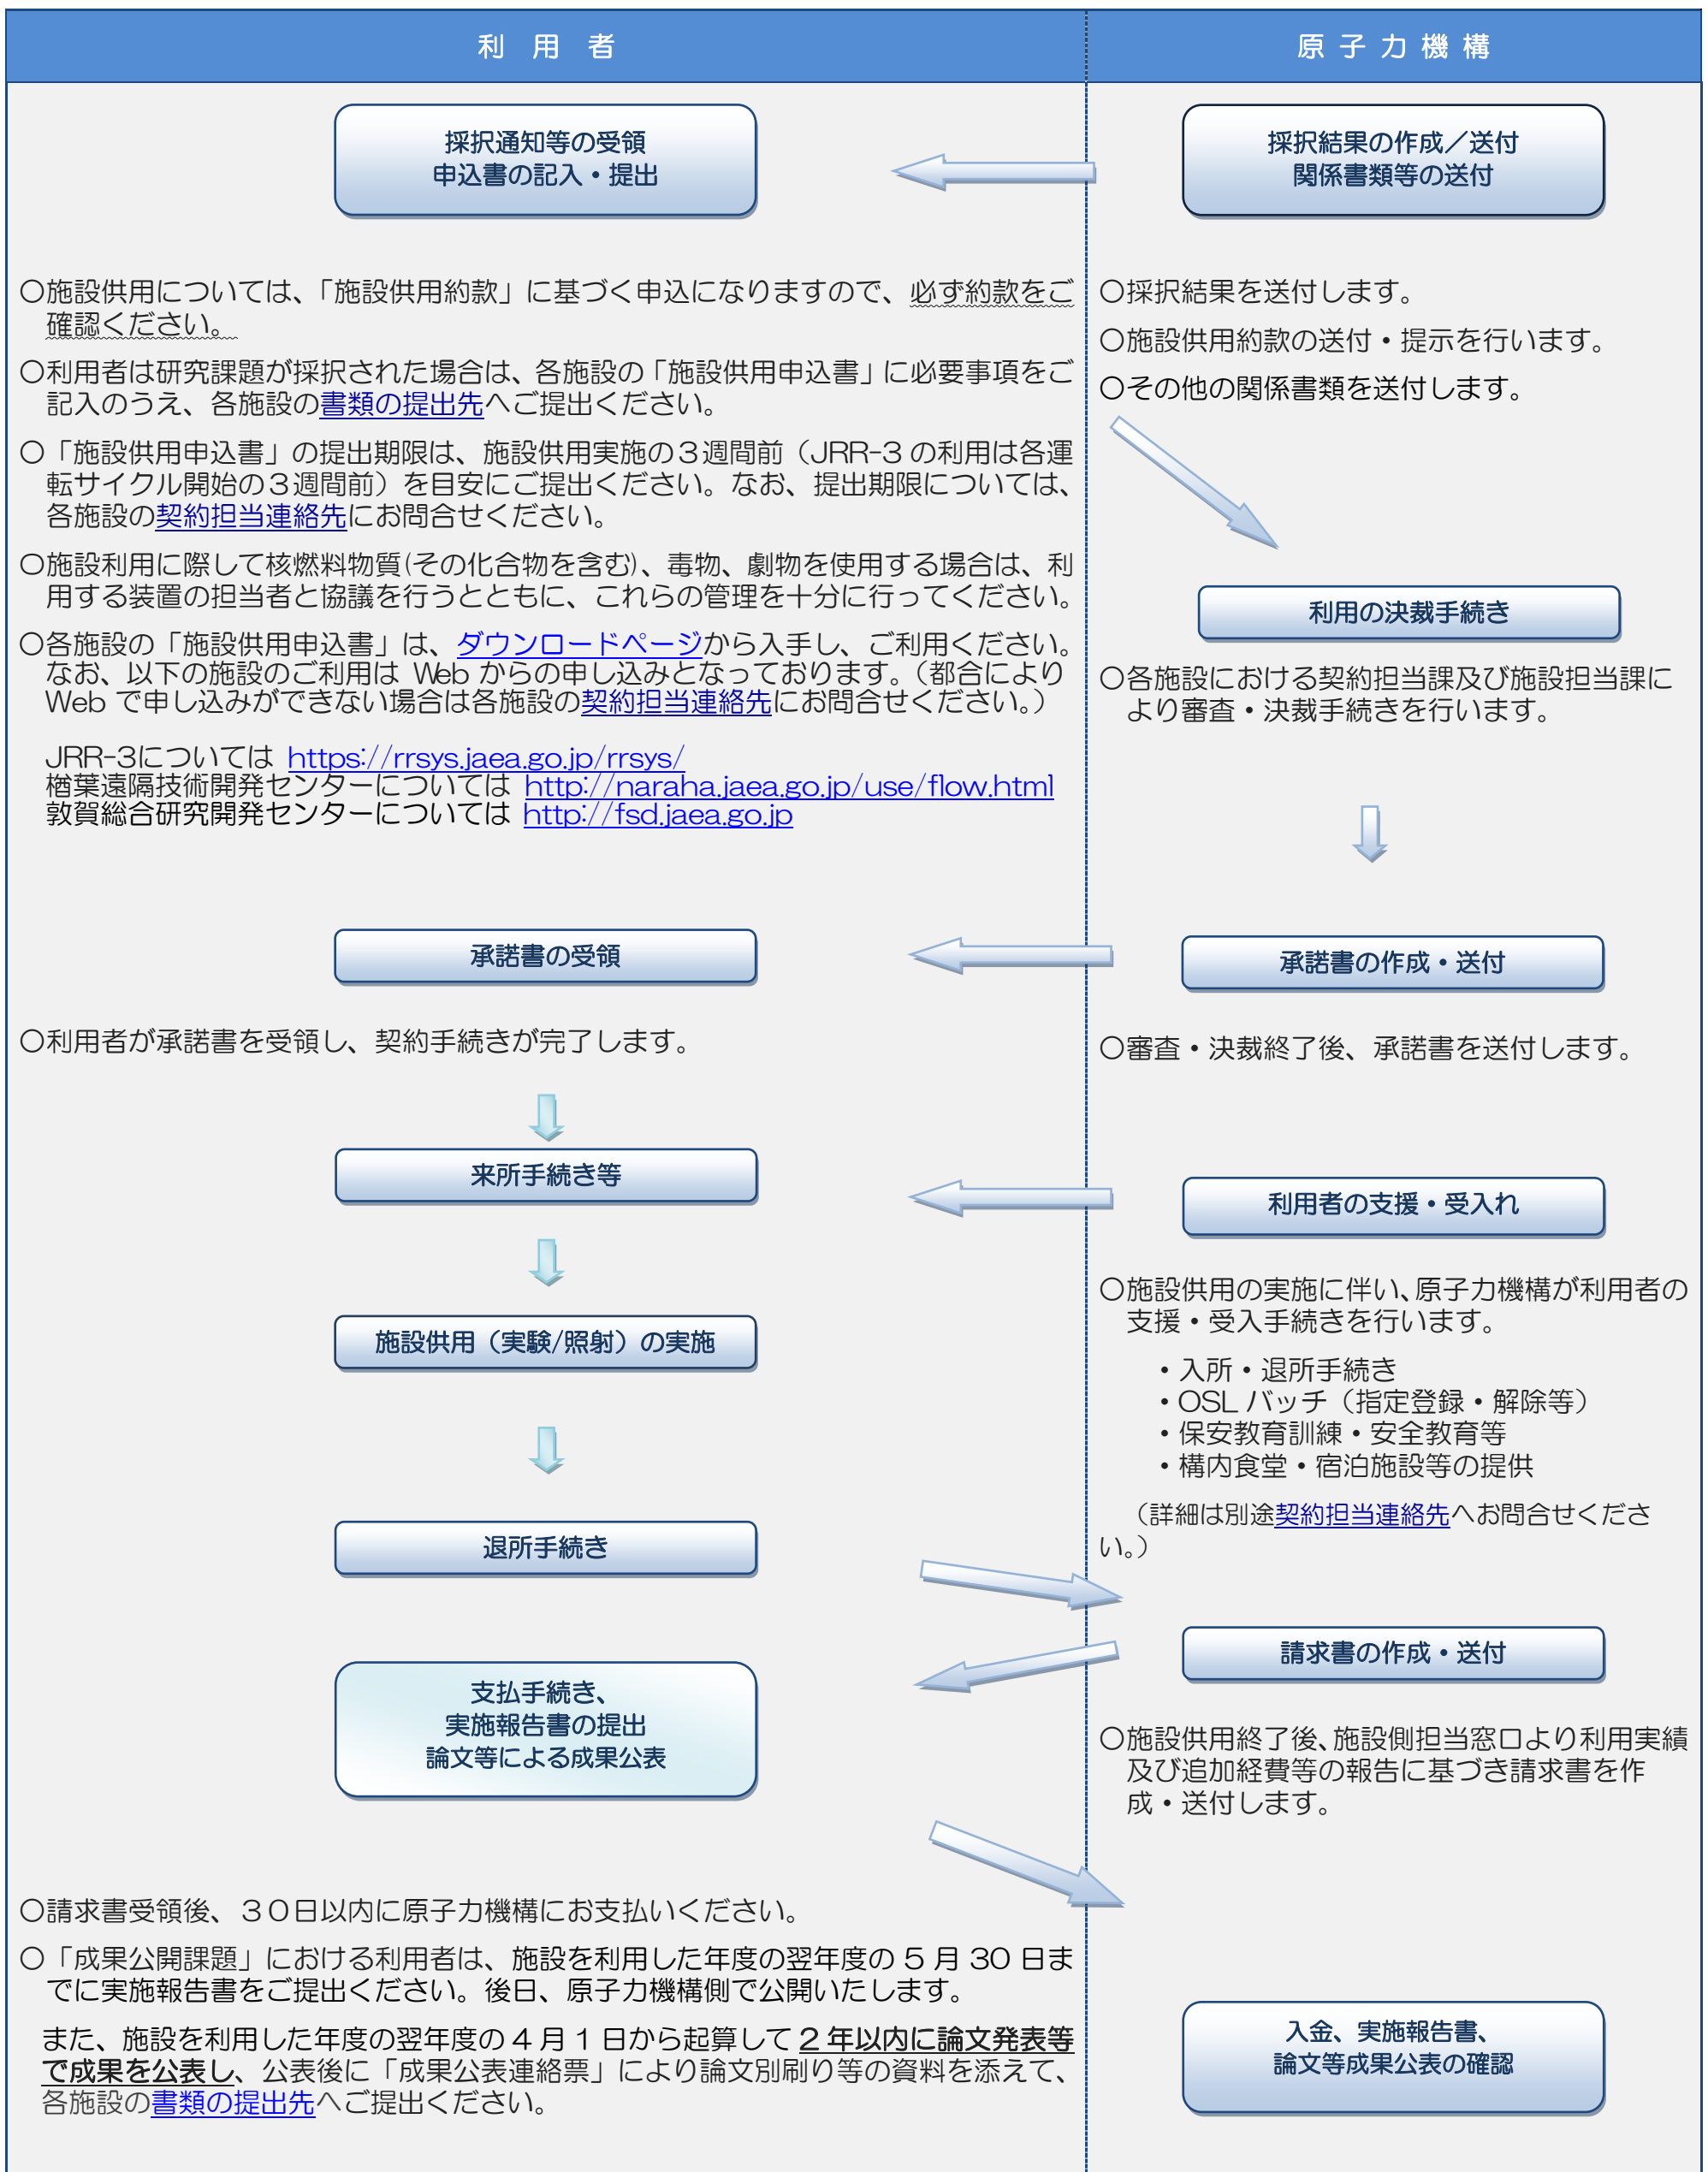 利用者
原子力機構
採択通知等の受領
申込書の記入・提出
採択結果の作成／送付
関係書類等の送付
〇施設供用については、「施設供用約款」に基づく申込になりますので、必ず約款をご
確認ください。
〇利用者は研究課題が採択された場合は、各施設の「施設供用申込書」に必要事項をご
記入のうえ、各施設の書類の提出先へご提出ください。
〇「施設供用申込書」の提出期限は、施設供用実施の３週間前（JRR-3 の利用は各運
転サイクル開始の３週間前）を目安にご提出ください。なお、提出期限については、
各施設の契約担当連絡先にお問合せください。
〇施設利用に際して核燃料物質(その化合物を含む)、毒物、劇物を使用する場合は、利
用する装置の担当者と協議を行うとともに、これらの管理を十分に行ってください。
〇各施設の「施設供用申込書」は、ダウンロードページから入手し、ご利用ください。
なお、以下の施設のご利用は Web からの申し込みとなっております。（都合により
Web で申し込みができない場合は各施設の契約担当連絡先にお問合せください。）
JRR-3については https://rrsys.jaea.go.jp/rrsys/
楢葉遠隔技術開発センターについては http://naraha.jaea.go.jp/use/flow.html
敦賀総合研究開発センターについては http://fsd.jaea.go.jp
〇採択結果を送付します。
〇施設供用約款の送付・提示を行います。
〇その他の関係書類を送付します。
利用の決裁手続き
〇各施設における契約担当課及び施設担当課に
より審査・決裁手続きを行います。
承諾書の受領
承諾書の作成・送付
〇利用者が承諾書を受領し、契約手続きが完了します。
〇審査・決裁終了後、承諾書を送付します。
来所手続き等
利用者の支援・受入れ
施設供用（実験/照射）の実施
〇施設供用の実施に伴い、原子力機構が利用者の
支援・受入手続きを行います。
・入所・退所手続き
・OSL バッチ（指定登録・解除等）
・保安教育訓練・安全教育等
・構内食堂・宿泊施設等の提供
（詳細は別途契約担当連絡先へお問合せくださ
い。）
退所手続き
請求書の作成・送付
支払手続き、
実施報告書の提出
論文等による成果公表
〇施設供用終了後、施設側担当窓口より利用実績
及び追加経費等の報告に基づき請求書を作
成・送付します。
〇請求書受領後、３０日以内に原子力機構にお支払いください。
〇「成果公開課題」における利用者は、施設を利用した年度の翌年度の 5 月 30 日ま
でに実施報告書をご提出ください。後日、原子力機構側で公開いたします。
また、施設を利用した年度の翌年度の 4 月 1 日から起算して 2 年以内に論文発表等
で成果を公表し、公表後に「成果公表連絡票」により論文別刷り等の資料を添えて、
各施設の書類の提出先へご提出ください。
入金、実施報告書、
論文等成果公表の確認